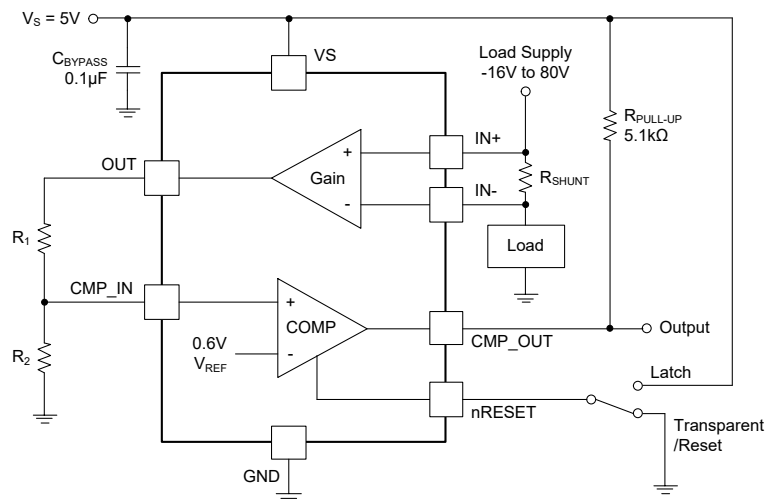 V_S = 5V
C_BYPASS
0.1μF
VS
Load Supply
-16V to 80V
R_PULL-UP
5.1kΩ
OUT
+
Gain
-
IN+
IN-
R_SHUNT
Load
R_1
CMP_IN
+
COMP
-
0.6V
V_REF
CMP_OUT
Output
R_2
nRESET
Latch
Transparent
/Reset
GND